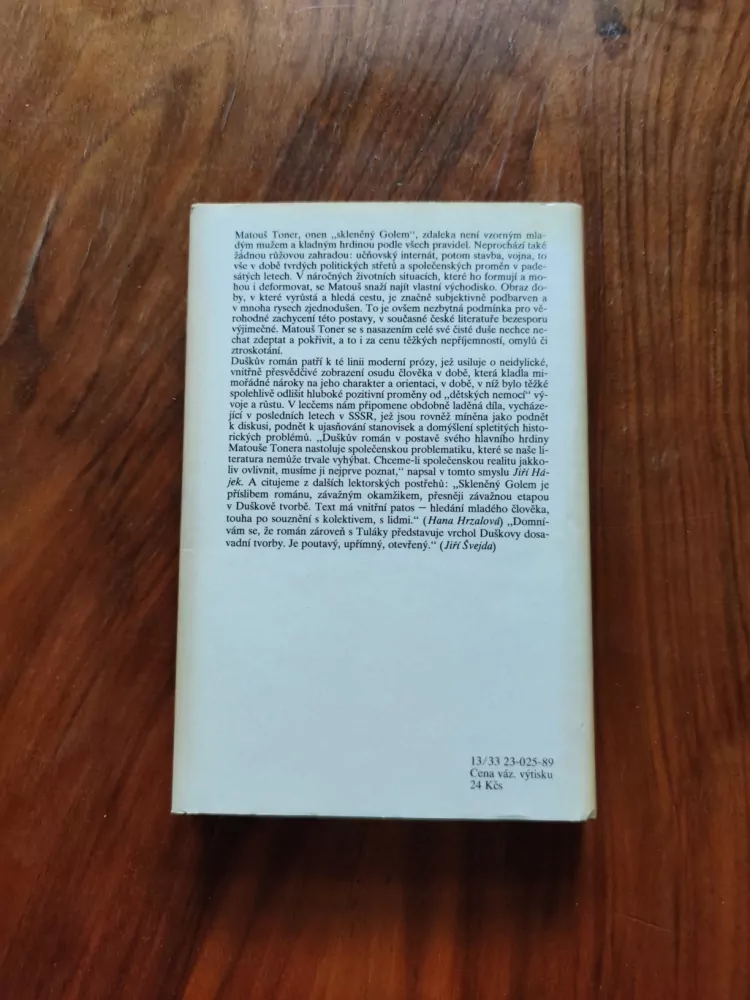 Matouš Toner, onen „skleněný Golem“, zdaleka není vzorným mla-
dým mužem a kladným hrdinou podle všech pravidel. Neprochází také
žádnou růžovou zahradou: učňovský internát, potom stavba, vojna, to
vše v době tvrdých politických střetů a společenských proměn v pade-
sátých letech. V náročných životních situacích, které ho formují a mo-
hou i deformovat, se Matouš snaží najít vlastní východisko. Obraz do-
by, v které vyrůstá a hledá cestu, je značně subjektivně podbarven a
v mnoha rysech zjednodušen. To je ovšem nezbytná podmínka pro vě-
rohodné zachycení této postavy, v současné české literatuře bezesporu
výjimečné. Matouš Toner se s nasazením celé své čisté duše nechce ne-
chat zdeptat a pokřivit, a to i za cenu těžkých nepříjemností, omylů či
ztroskotání.
Duškův román patří k té linii moderní prózy, jež usiluje o neidylické,
vnitřně přesvědčivé zobrazení osudu člověka v době, která kladla mi-
mořádné nároky na jeho charakter a orientaci, v době, v níž bylo těžké
spolehlivě odlišit hluboké pozitivní proměny od „dětských nemocí“ vý-
voje a růstu. V lecčems nám připomene obdobně laděná díla, vycháze-
jící v posledních letech v SSSR, jež jsou rovněž míněna jako podnět
k diskusi, podnět k ujasňování stanovisek a domýšlení spletitých histo-
rických problémů. „Duškův román v postavě svého hlavního hrdiny
Matouše Tonera nastoluje společenskou problematiku, které se naše li-
teratura nemůže trvale vyhýbat. Chceme-li společenskou realitu jakko-
liv ovlivnit, musíme ji nejprve poznat,“ napsal v tomto smyslu Jiří Há-
jek. A citujeme z dalších lektorských postřehů: „Skleněný Golem je
příslibem románu, závažným okamžikem, přesněji závažnou etapou
v Duškově tvorbě. Text má vnitřní patos — hledání mladého člověka,
touha po souznění s kolektivem, s lidmi.“ (Hana Hrzalová) „Domní-
vám se, že román zároveň s Tuláky představuje vrchol Duškovy dosa-
vadní tvorby. Je poutavý, upřímný, otevřený.“ (Jiří Švejda)
13/33 23-025-89
Cena váz. výtisku
24 Kčs